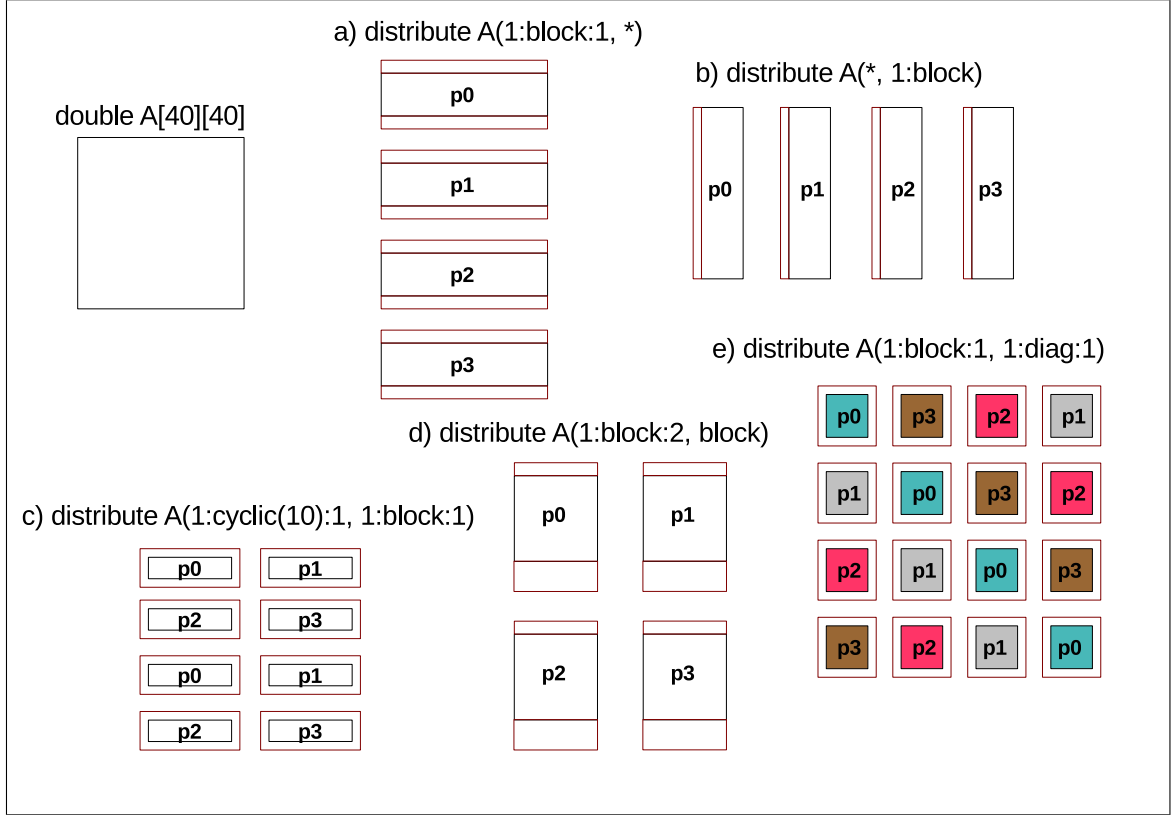 double A[40][40]
a) distribute A(1:block:1, *)
p0
p1
p2
p3
b) distribute A(*, 1:block)
p0 p1 p2 p3
c) distribute A(1:cyclic(10):1, 1:block:1)
p0 p1
p2 p3
p0 p1
p2 p3
d) distribute A(1:block:2, block)
p0 p1
p2 p3
e) distribute A(1:block:1, 1:diag:1)
p0 p3 p2 p1
p1 p0 p3 p2
p2 p1 p0 p3
p3 p2 p1 p0